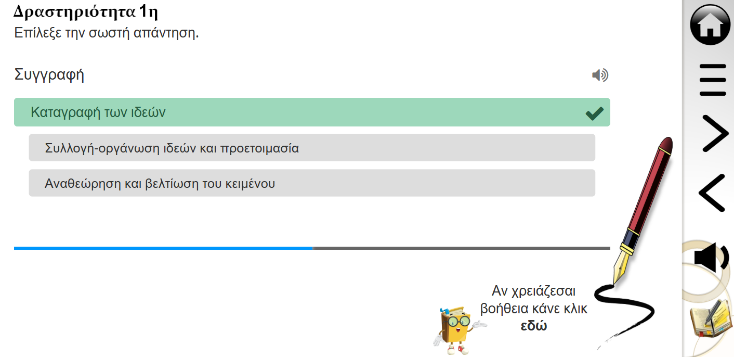 Δραστηριότητα 1η
Επίλεξε την σωστή απάντηση.
Συγγραφή
Καταγραφή των ιδεών
Συλλογή-οργάνωση ιδεών και προετοιμασία
Αναθεώρηση και βελτίωση του κειμένου
Αν χρειάζεσαι
βοήθεια κάνε κλικ
εδώ